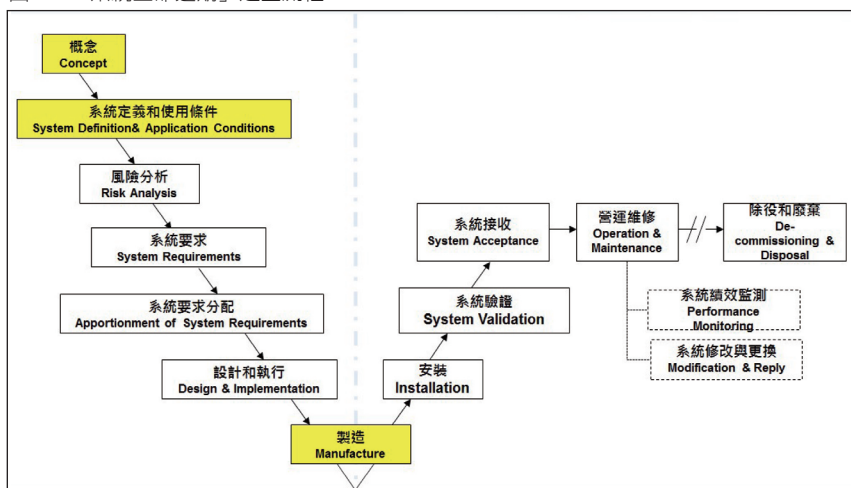 概念
Concept
系統定義和使用條件
System Definition& Application Conditions
風險分析
Risk Analysis
系統要求
System Requirements
系統要求分配
Apportionment of System Requirements
設計和執行
Design & Implementation
製造
Manufacture
安裝
Installation
系統驗證
System Validation
系統接收
System Acceptance
營運維修
Operation &
Maintenance
除役和廢棄
De-
commissioning &
Disposal
系統績效監測
Performance
Monitoring
系統修改與更換
Modification & Reply